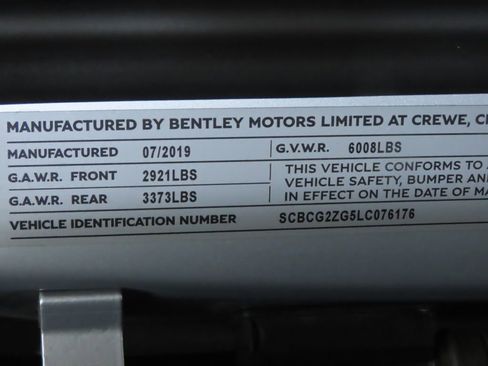 MANUFACTURED BY BENTLEY MOTORS LIMITED AT CREWE,
MANUFACTURED 07/2019 G.V.W.R. 6008LBS
G.A.W.R. FRONT 2921LBS
G.A.W.R. REAR 3373LBS
THIS VEHICLE CONFORMS TO
VEHICLE SAFETY, BUMPER AND
IN EFFECT ON THE DATE OF
VEHICLE IDENTIFICATION NUMBER SCBCG2ZG5LC076176